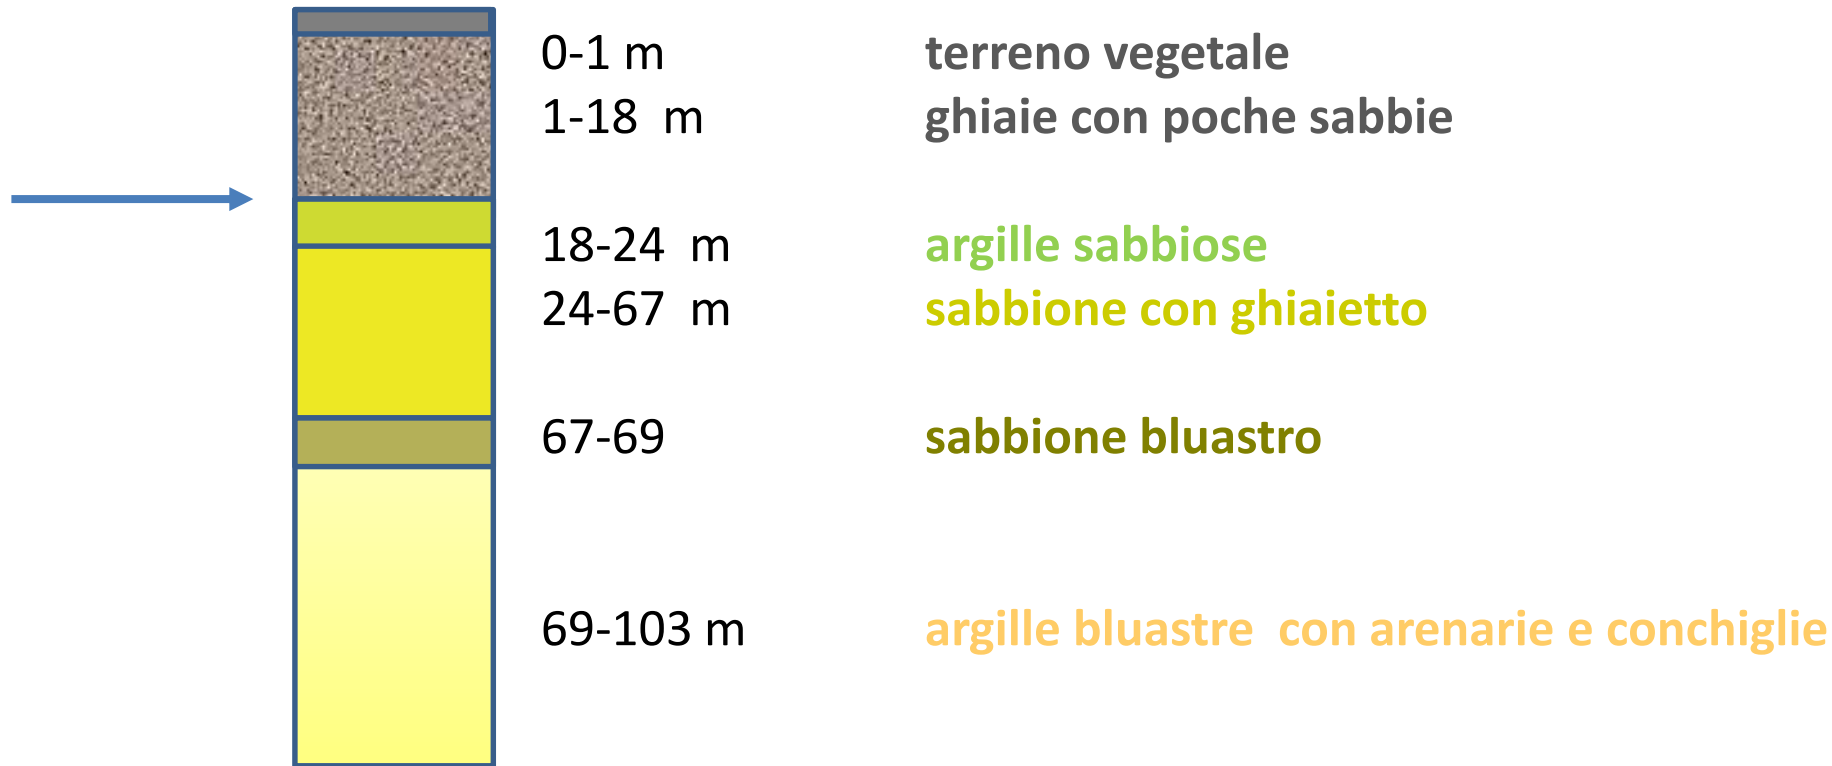 0-1 m terreno vegetale
1-18 m ghiaie con poche sabbie
18-24 m argille sabbiose
24-67 m sabbione con ghiaietto
67-69 sabbione bluastro
69-103 m argille bluastre con arenarie e conchiglie